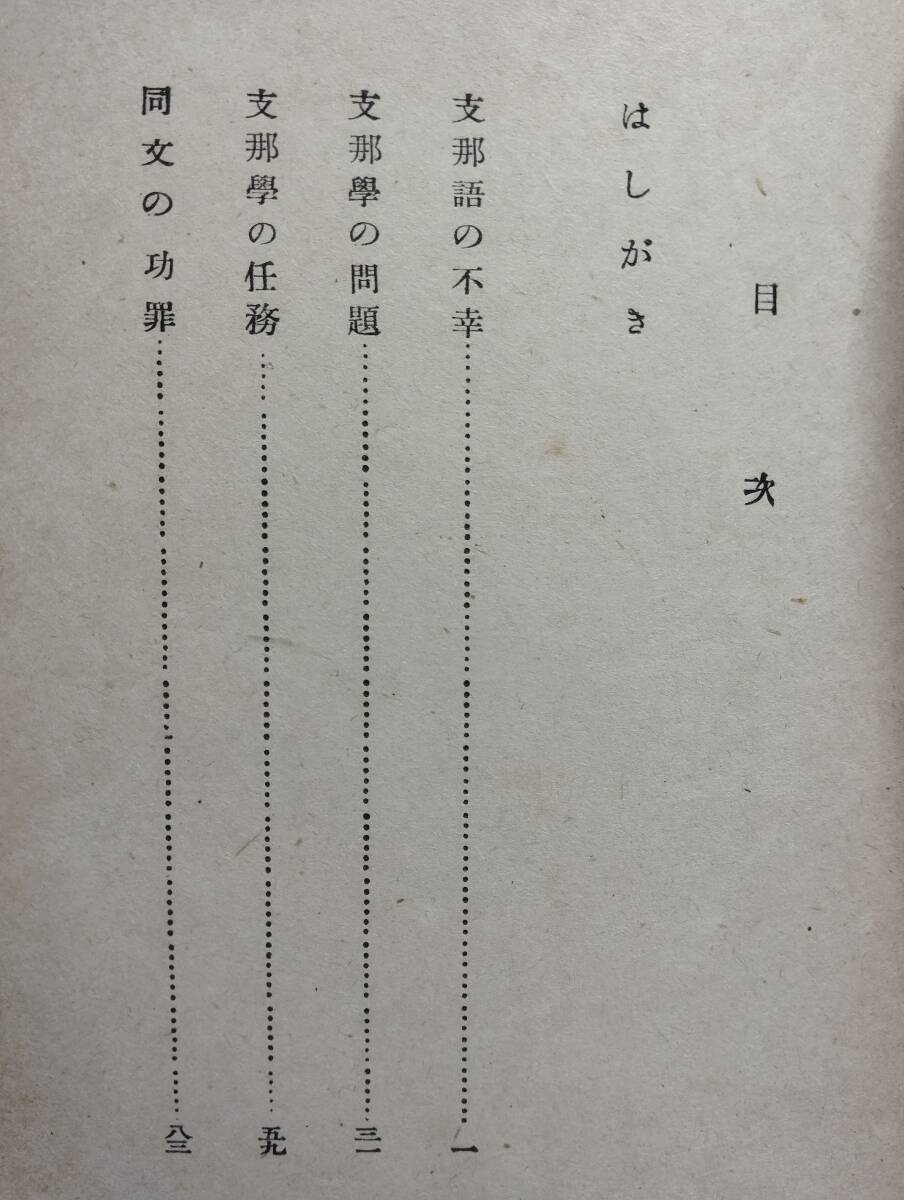 目次
はしがき
支那語の不幸……………………一
支那學の問題……………………三一
支那學の任務……………………五九
同文の功罪……………………八三